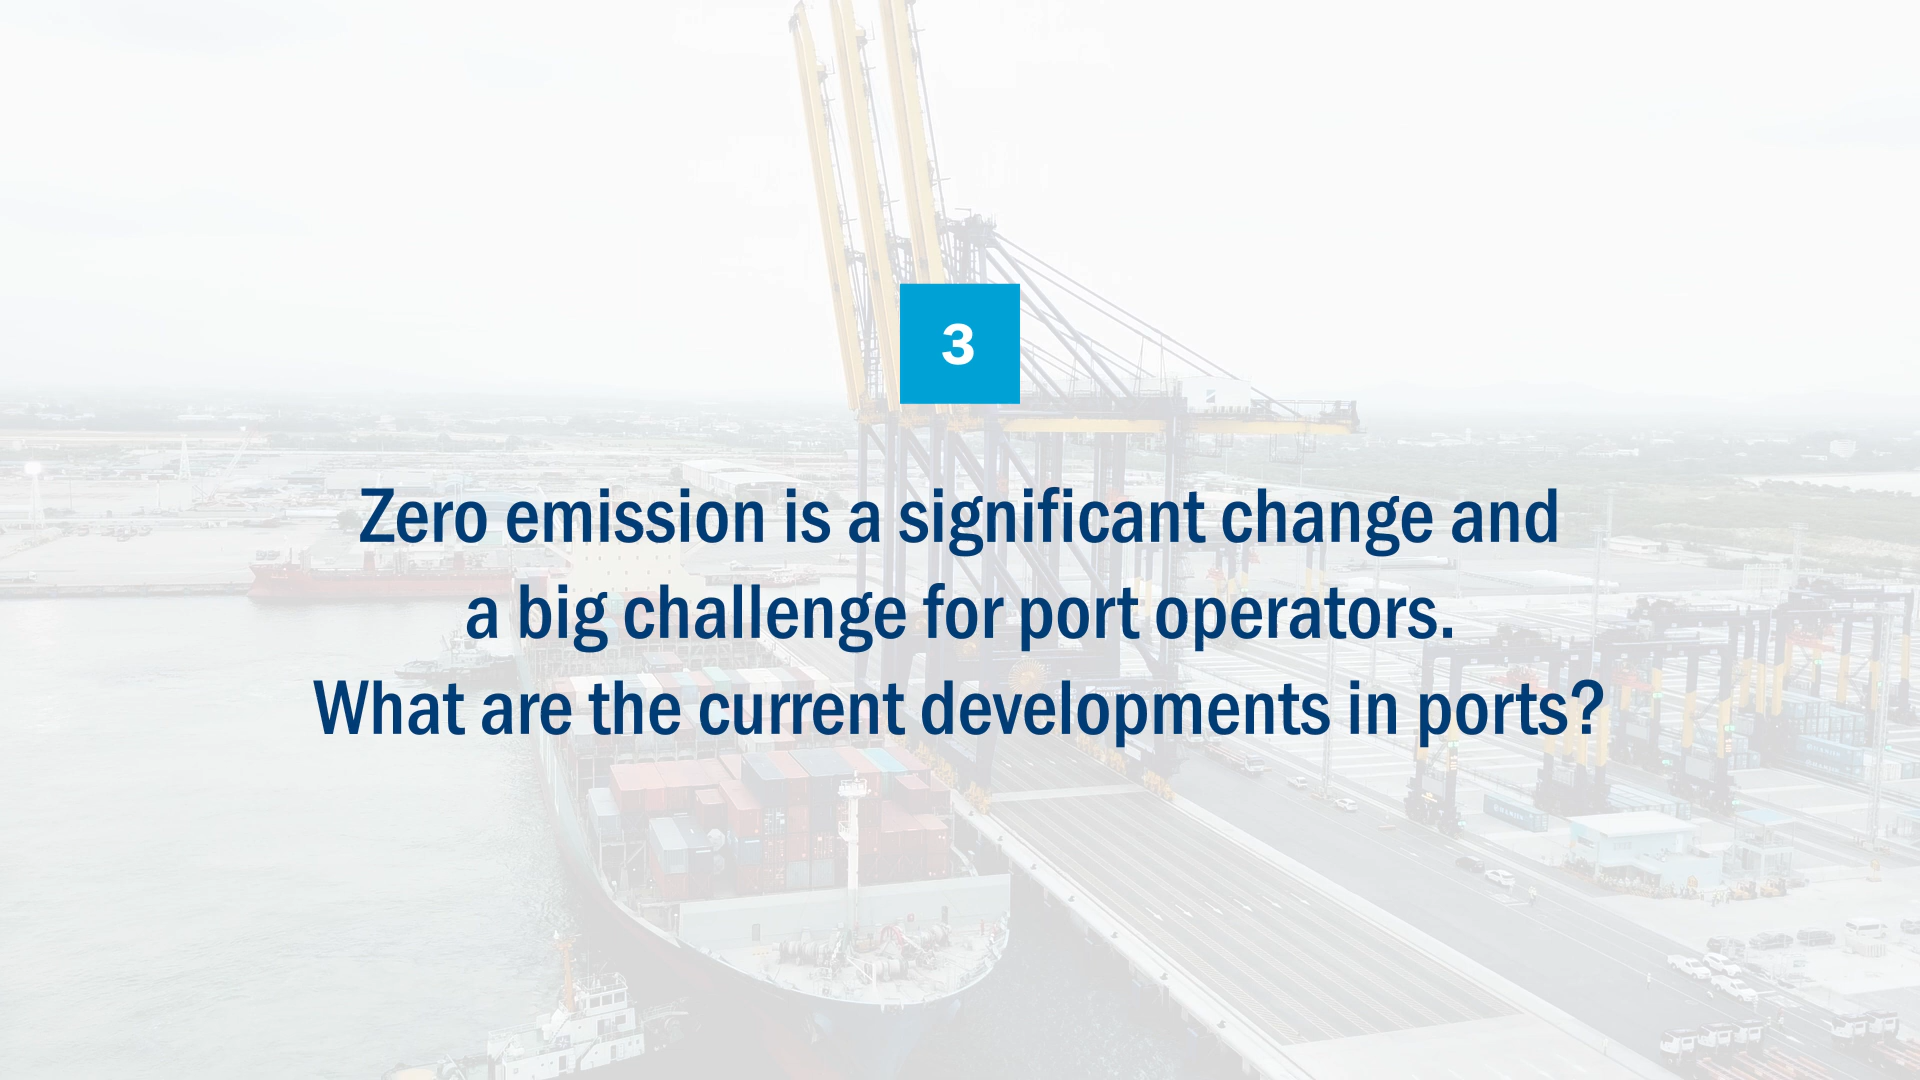 3
Zero emission is a significant change and
a big challenge for port operators.
What are the current developments in ports?